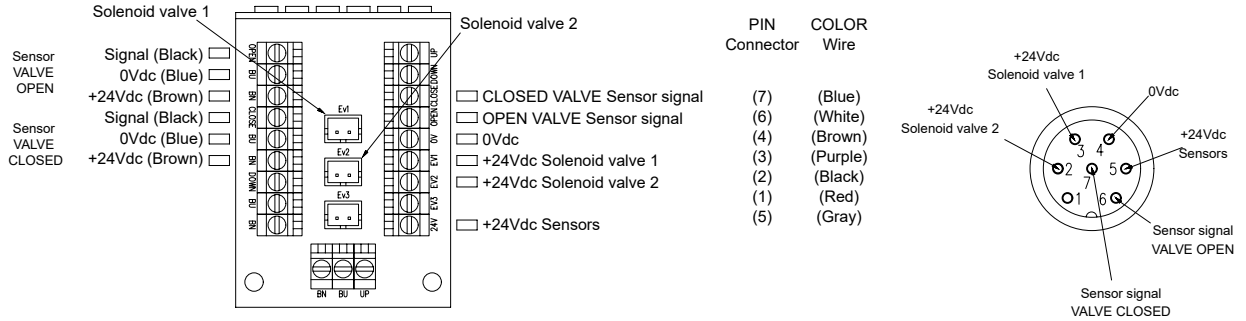 Solenoid valve 1
Solenoid valve 2
Sensor
VALVE
OPEN
Signal (Black)
0Vdc (Blue)
+24Vdc (Brown)
Sensor
VALVE
CLOSED
Signal (Black)
0Vdc (Blue)
+24Vdc (Brown)
OPEN
BU
BN
CLOSE
BU
BN
DOWN
BU
BN
Ev1
Ev2
Ev3
UP
DOWN
CLOSE
OPEN
0V
EV1
EV2
EV3
24V
BN BU UP
CLOSED VALVE Sensor signal
OPEN VALVE Sensor signal
0Vdc
+24Vdc Solenoid valve 1
+24Vdc Solenoid valve 2
+24Vdc Sensors
PIN COLOR
Connector Wire
(7) (Blue)
(6) (White)
(4) (Brown)
(3) (Purple)
(2) (Black)
(1) (Red)
(5) (Gray)
+24Vdc
Solenoid valve 1
0Vdc
+24Vdc
Solenoid valve 2
+24Vdc
Sensors
3 4
2 5
7
1 6
Sensor signal
VALVE OPEN
Sensor signal
VALVE CLOSED